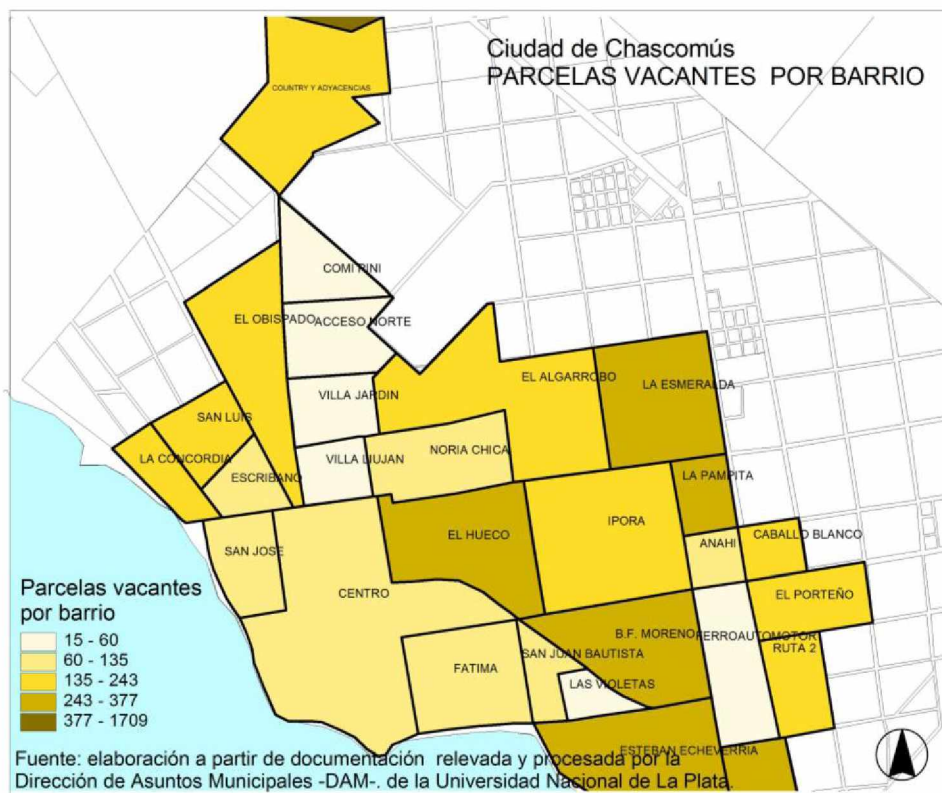 Ciudad de Chascomús
PARCELAS VACANTES POR BARRIO
COUNTRY Y ADYACENCIAS
COMI PINI
EL OBISPADO
ACCESO NORTE
EL ALGARROBO
LA ESMERALDA
VILLA JARDIN
SAN LUIS
NORIA CHICA
LA CONCORDIA
VILLA LIUJAN
ESCRIBANO
LA PAMPITA
IPORA
EL HUECO
CABALLO BLANCO
ANAHI
SAN JOSE
CENTRO
EL PORTEÑO
B.F. MORENO
FERROAUTOMOTOR
RUTA 2
SAN JUAN BAUTISTA
FATIMA
LAS VIOLETAS
ESTEBAN ECHEVERRIA
Parcelas vacantes
por barrio
15 - 60
60 - 135
135 - 243
243 - 377
377 - 1709
Fuente: elaboración a partir de documentación relevada y procesada por la
Dirección de Asuntos Municipales -DAM-. de la Universidad Nacional de La Plata.